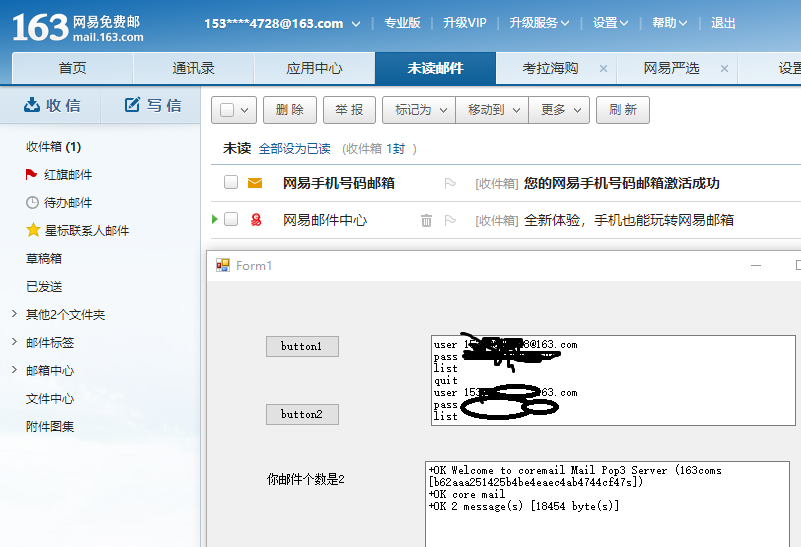 163 网易免费邮
mail.163.com
153****4728@163.com 专业版 升级VIP 升级服务 设置 帮助 退出
首页 通讯录 应用中心 未读邮件 考拉海购 × 网易严选 × 设置
收信 写信
删除 举报 标记为 移动到 更多 刷新
收件箱 (1)
红旗邮件
待办邮件
星标联系人邮件
草稿箱
已发送
其他2个文件夹
邮件标签
邮箱中心
文件中心
附件图集
未读 全部设为已读 (收件箱 1封 )
网易手机号码邮箱 [收件箱] 您的网易手机号码邮箱激活成功
网易邮件中心 [收件箱] 全新体验，手机也能玩转网易邮箱
Form1
button1
user 15 8@163.com
pass
list
quit
user 153 163.com
pass
list
button2
你邮件个数是2
+OK Welcome to coremail Mail Pop3 Server (163coms
[b62aaa251425b4be4eaec4ab4744cf47s])
+OK core mail
+OK 2 message(s) [18454 byte(s)]